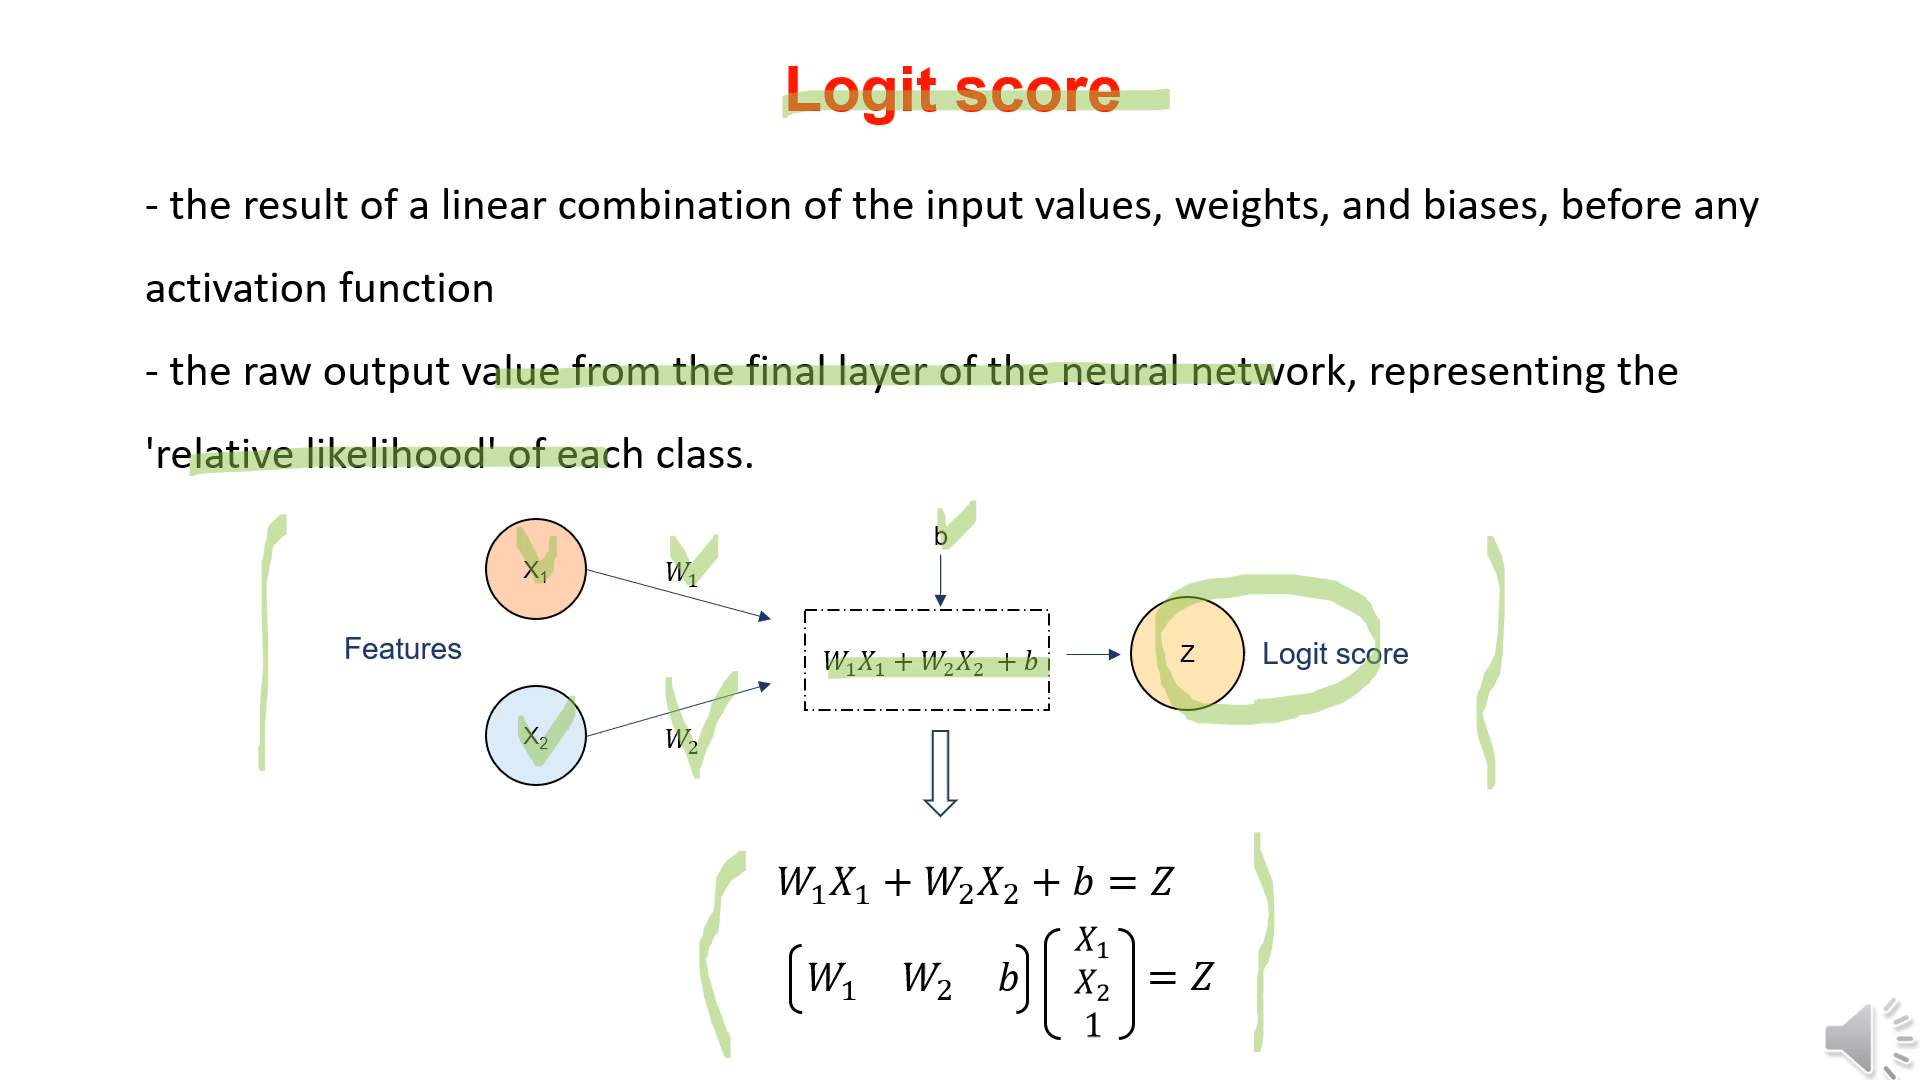 Logit score
- the result of a linear combination of the input values, weights, and biases, before any
activation function
- the raw output value from the final layer of the neural network, representing the
'relative likelihood' of each class.
b
X₁
W₁
Features
W₁X₁ + W₂X₂ + b
Z
Logit score
X₂
W₂
W₁X₁ + W₂X₂ + b = Z
(W₁ W₂ b) (X₁ X₂ 1) = Z